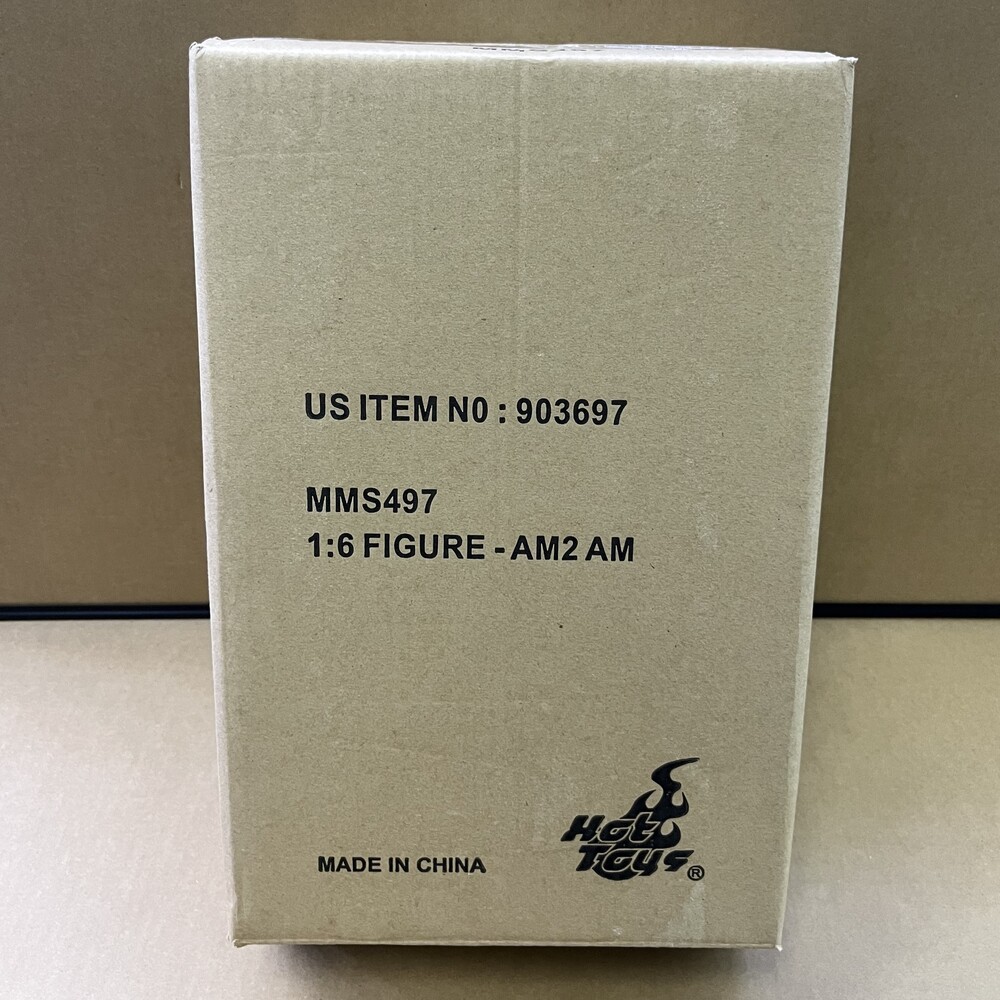 US ITEM N0 : 903697
MMS497
1:6 FIGURE - AM2 AM
MADE IN CHINA
Hot
Toys ®